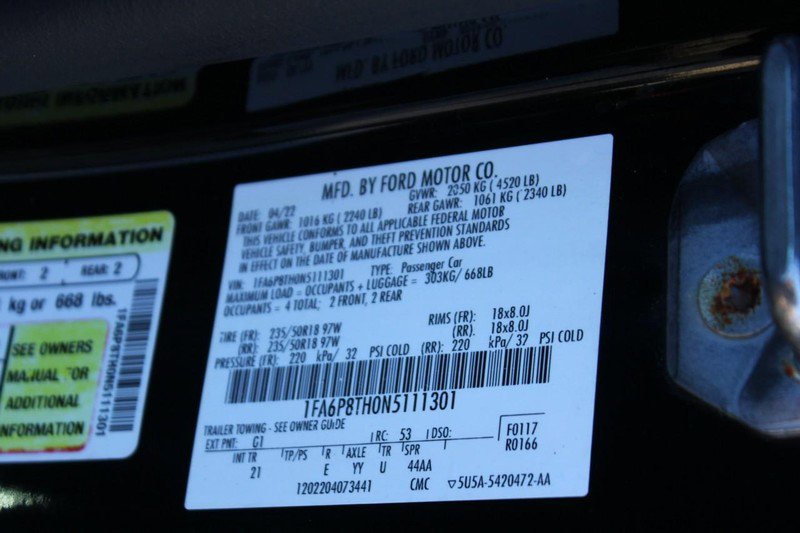 NG INFORMATION
FRONT: 2 REAR: 2
kg or 668 lbs.
SEE OWNERS
MANUAL FOR
ADDITIONAL
INFORMATION
1FA6P8TH0N5111301
MFD. BY FORD MOTOR CO.
DATE: 04/22 GVWR: 2050 KG ( 4520 LB)
FRONT GAWR: 1016 KG ( 2240 LB) REAR GAWR: 1061 KG ( 2340 LB)
THIS VEHICLE CONFORMS TO ALL APPLICABLE FEDERAL MOTOR
VEHICLE SAFETY, BUMPER, AND THEFT PREVENTION STANDARDS
IN EFFECT ON THE DATE OF MANUFACTURE SHOWN ABOVE.
VIN: 1FA6P8TH0N5111301 TYPE: Passenger Car
MAXIMUM LOAD = OCCUPANTS + LUGGAGE = 303KG/ 668LB
OCCUPANTS = 4 TOTAL; 2 FRONT, 2 REAR
TIRE (FR): 235/50R18 97W RIMS (FR): 18x8.0J
(RR): 235/50R18 97W (RR): 18x8.0J
PRESSURE (FR): 220 kPa/ 32 PSI COLD (RR): 220 kPa/ 32 PSI COLD
1FA6P8TH0N5111301
TRAILER TOWING - SEE OWNER GUIDE
EXT PNT: G1 RC: 53 DSO: F0117
R0166
INT TR TP/PS R AXLE TR SPR
21 E YY U 44AA
1202204073441 CMC ▽5U5A-5420472-AA